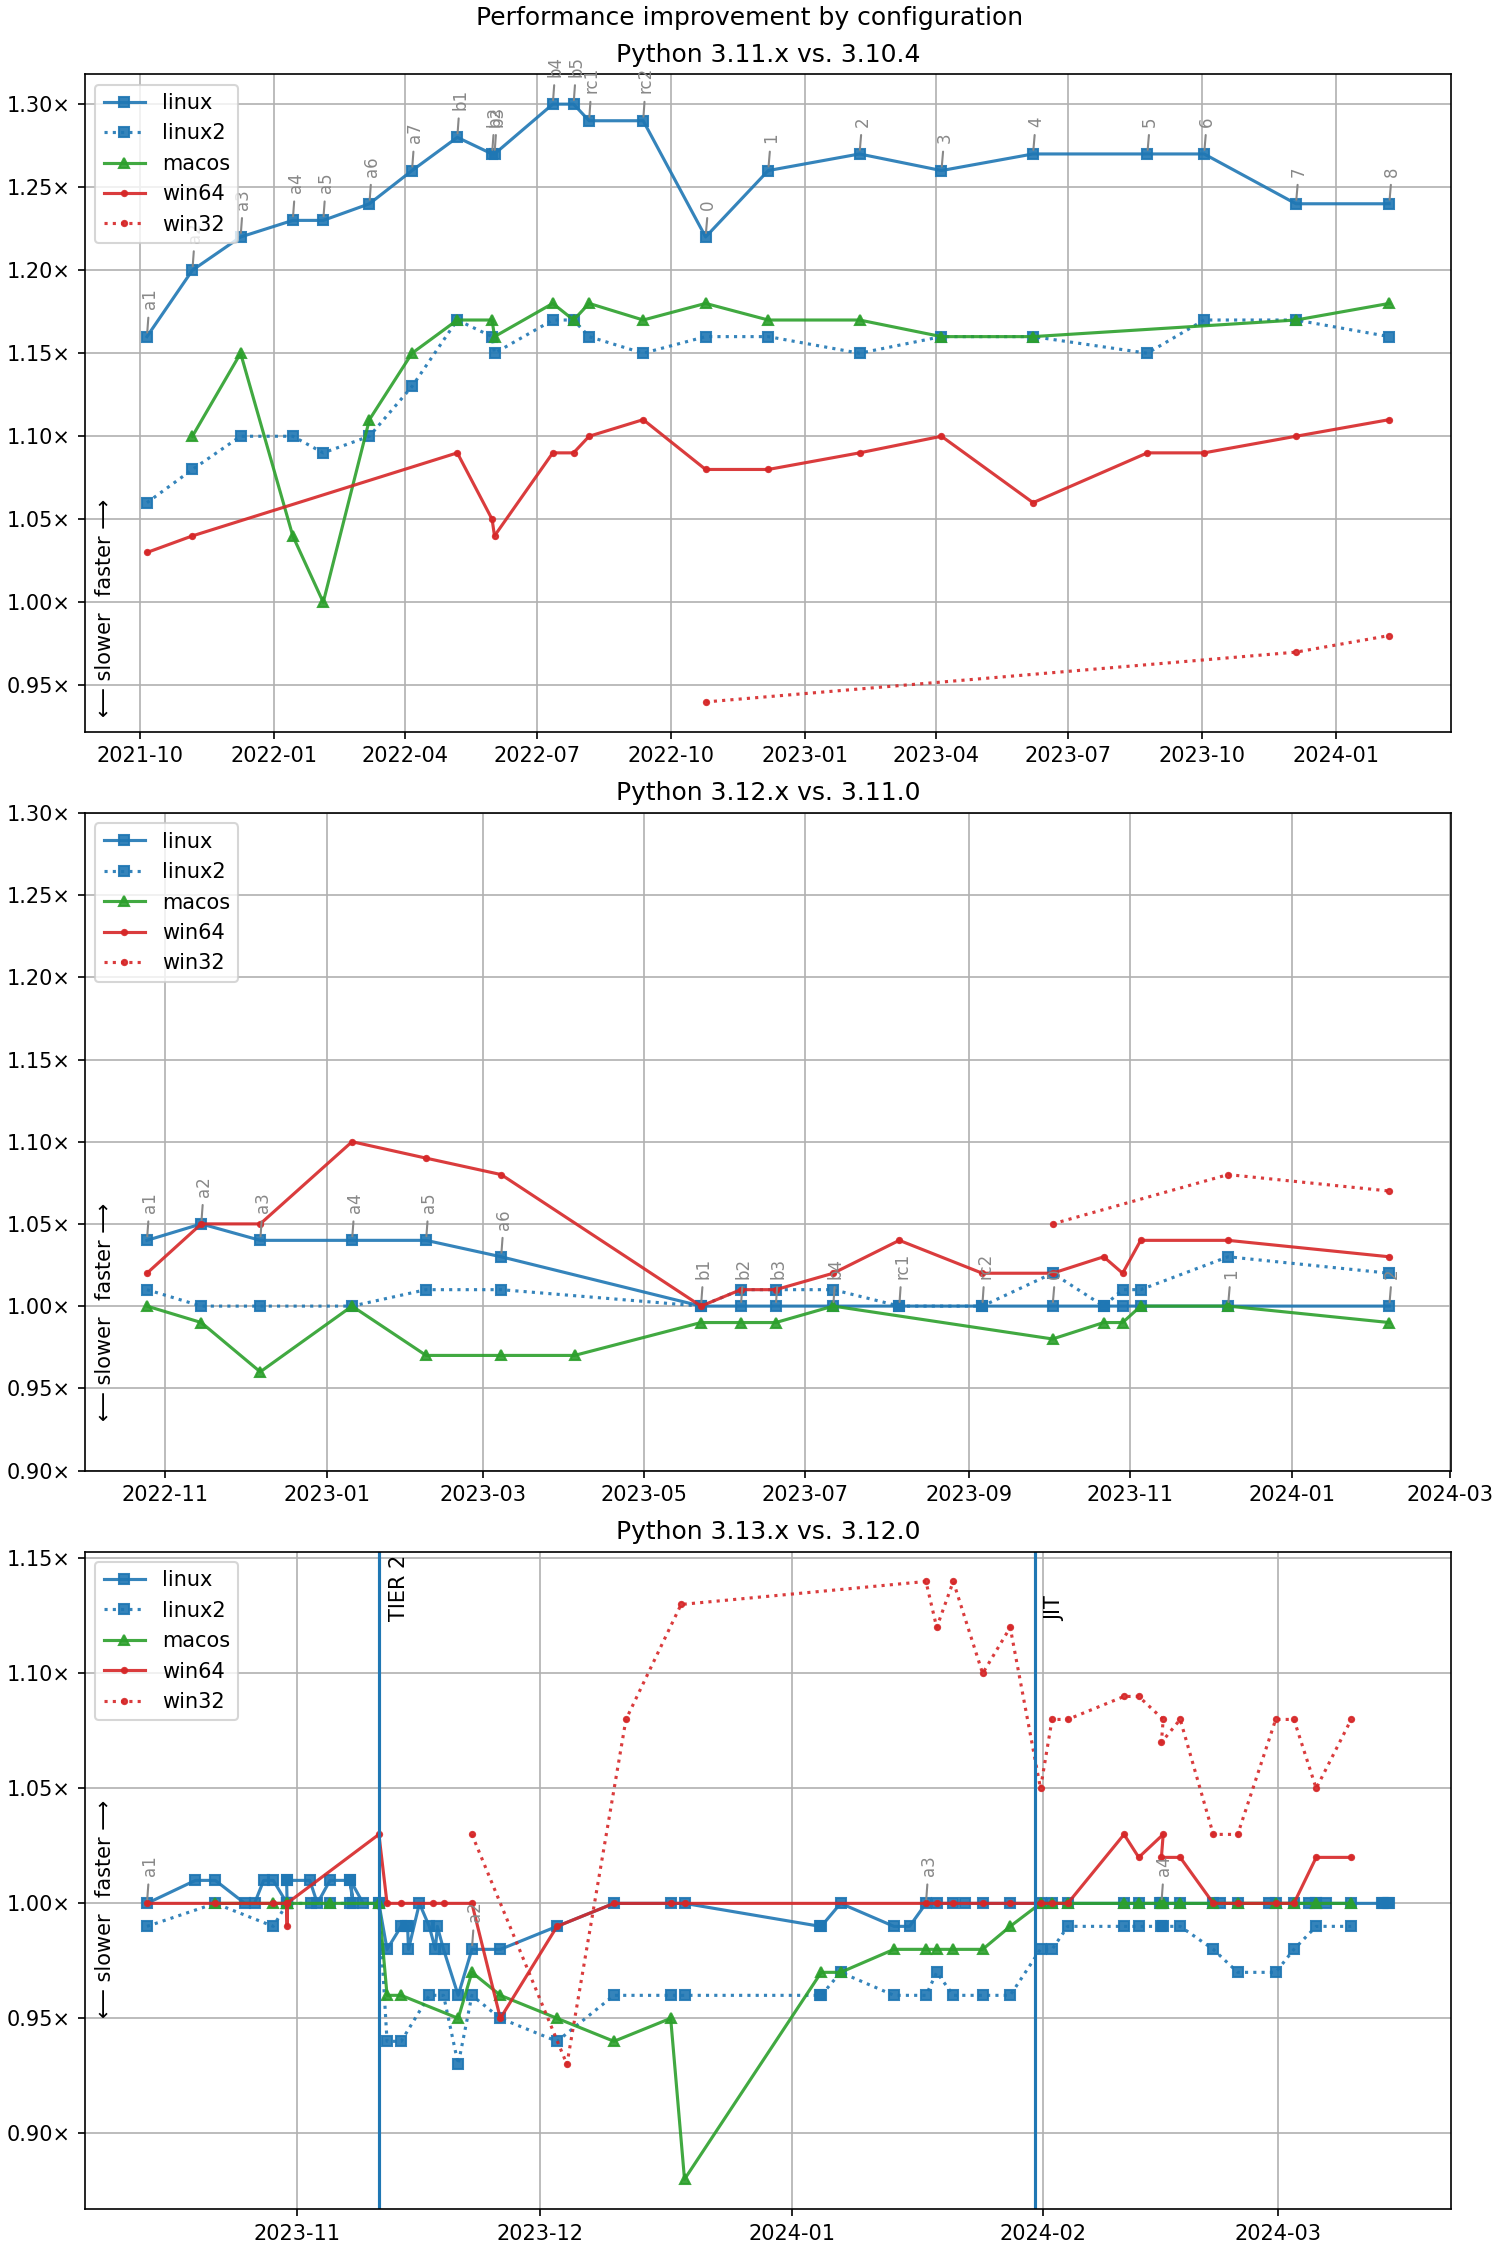 Performance improvement by configuration
Python 3.11.x vs. 3.10.4
linux
linux2
macos
win64
win32
1.30×
1.25×
1.20×
1.15×
1.10×
1.05×
1.00×
0.95×
⟵ slower faster ⟶
a1
a3
a4
a5
a6
a7
b1
b2
b3
b4
b5
rc1
rc2
0
1
2
3
4
5
6
7
8
2021-10
2022-01
2022-04
2022-07
2022-10
2023-01
2023-04
2023-07
2023-10
2024-01
Python 3.12.x vs. 3.11.0
linux
linux2
macos
win64
win32
1.30×
1.25×
1.20×
1.15×
1.10×
1.05×
1.00×
0.95×
0.90×
⟵ slower faster ⟶
a1
a2
a3
a4
a5
a6
b1
b2
b3
b4
rc1
rc2
1
2022-11
2023-01
2023-03
2023-05
2023-07
2023-09
2023-11
2024-01
2024-03
Python 3.13.x vs. 3.12.0
linux
linux2
macos
win64
win32
1.15×
1.10×
1.05×
1.00×
0.95×
0.90×
⟵ slower faster ⟶
a1
TIER 2
a2
a3
JIT
a4
2023-11
2023-12
2024-01
2024-02
2024-03